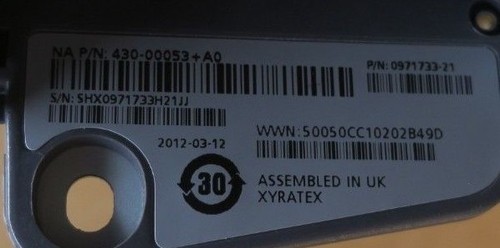 NA P/N: 430-00053+A0
P/N: 0971733-21
S/N: SHX0971733H21JJ
2012-03-12
WWN:50050CC10202B49D
30
ASSEMBLED IN UK
XYRATEX